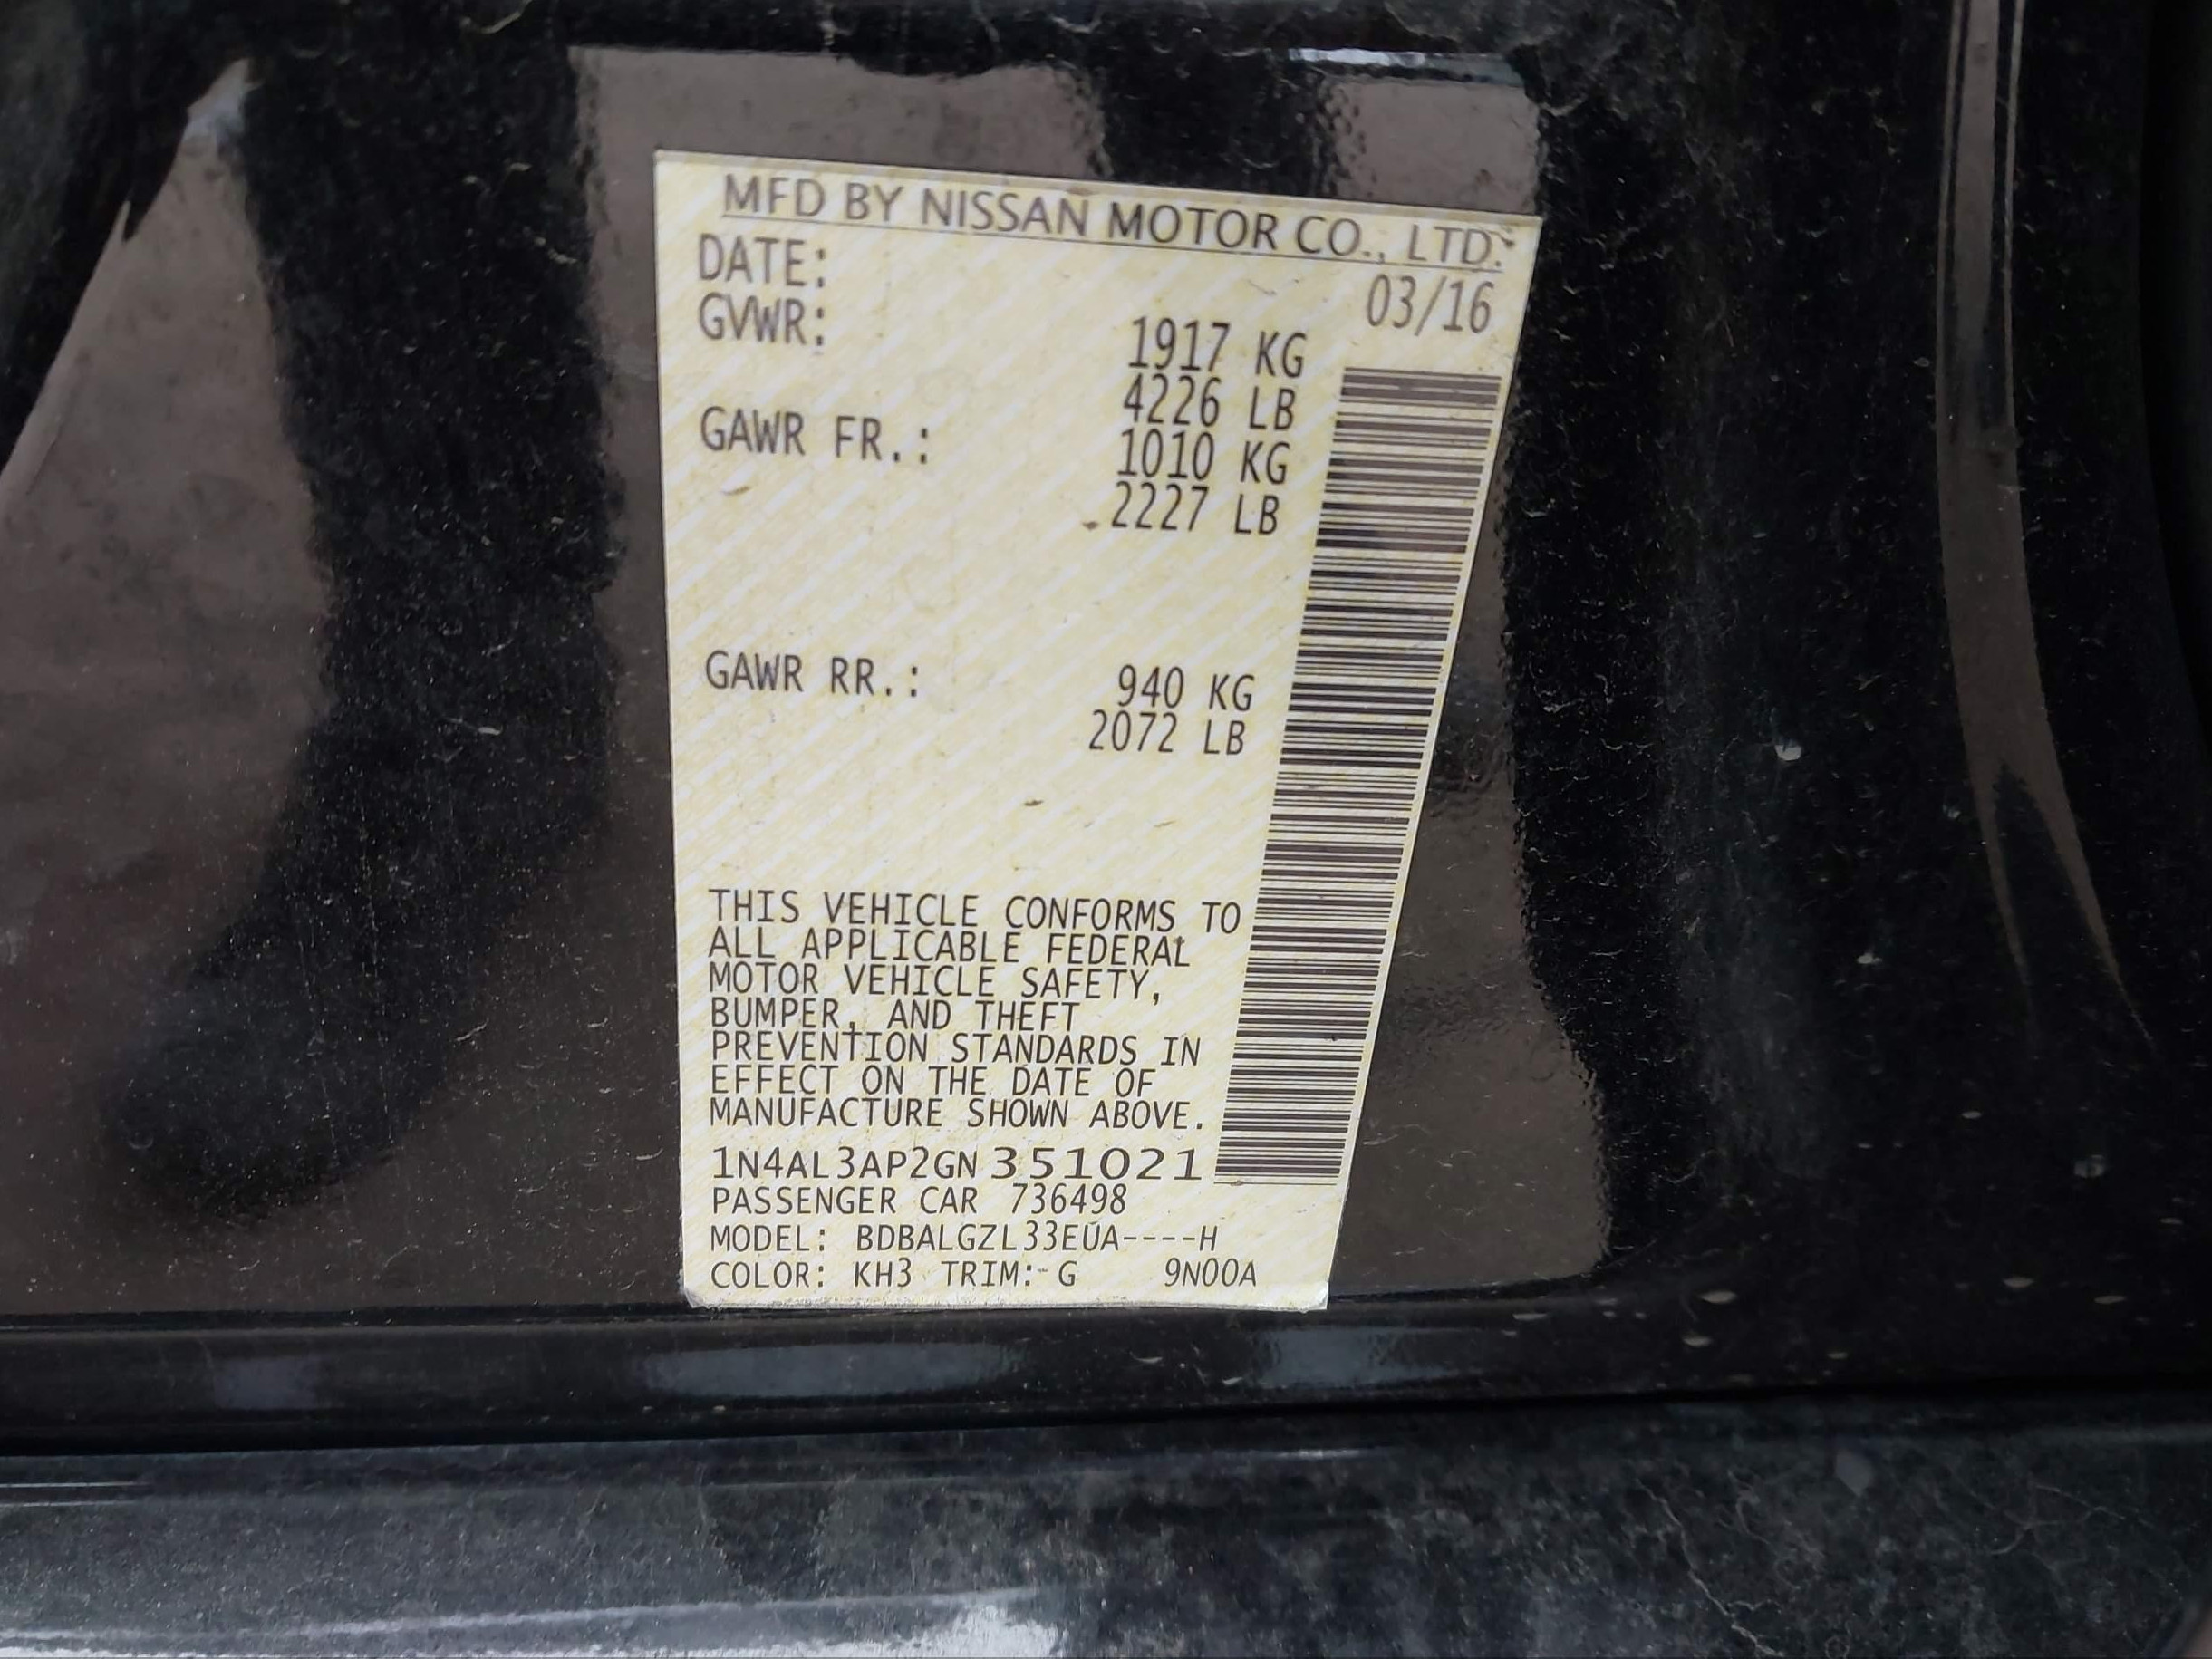 MFD BY NISSAN MOTOR CO., LTD.
DATE: 03/16
GVWR: 1917 KG
4226 LB
GAWR FR.: 1010 KG
2227 LB
GAWR RR.: 940 KG
2072 LB
THIS VEHICLE CONFORMS TO
ALL APPLICABLE FEDERAL
MOTOR VEHICLE SAFETY,
BUMPER, AND THEFT
PREVENTION STANDARDS IN
EFFECT ON THE DATE OF
MANUFACTURE SHOWN ABOVE.
1N4AL3AP2GN351021
PASSENGER CAR 736498
MODEL: BDBALGZL33EUA----H
COLOR: KH3 TRIM: G 9N00A